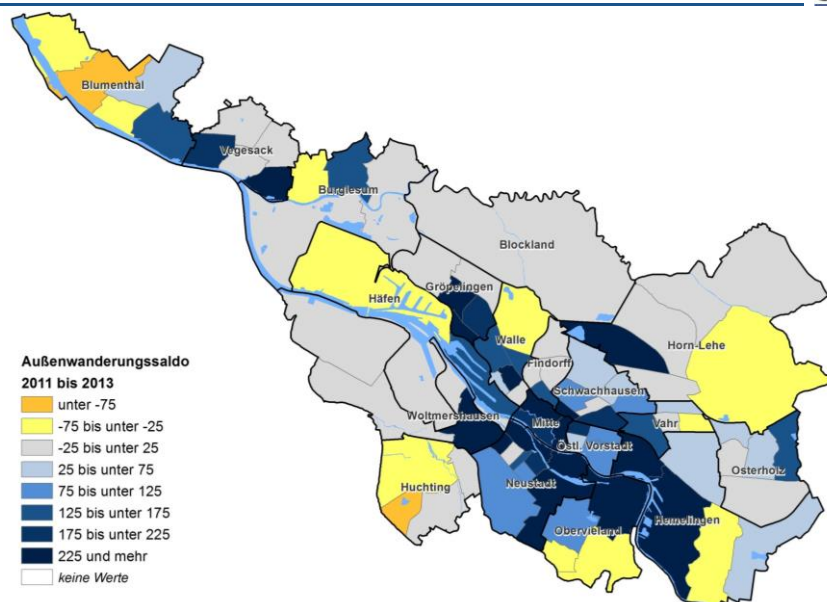 Blumenthal
Vegesack
Burglesum
Blockland
Gröpelingen
Häfen
Walle
Horn-Lehe
Findorff
Schwachhausen
Woltmershausen
Mitte
Vahr
Östl. Vorstadt
Osterholz
Huchting
Neustadt
Hemelingen
Obervieland
Außenwanderungssaldo
2011 bis 2013
unter -75
-75 bis unter -25
-25 bis unter 25
25 bis unter 75
75 bis unter 125
125 bis unter 175
175 bis unter 225
225 und mehr
keine Werte